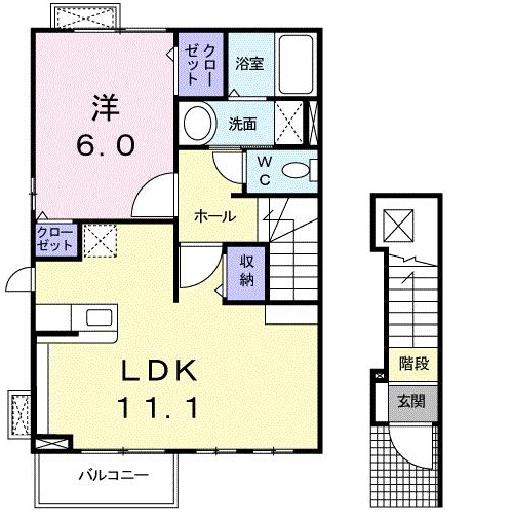 洋
6.0
クロー
ゼット
浴室
洗面
WC
ホール
クロー
ゼット
収納
LDK
11.1
バルコニー
階段
玄関